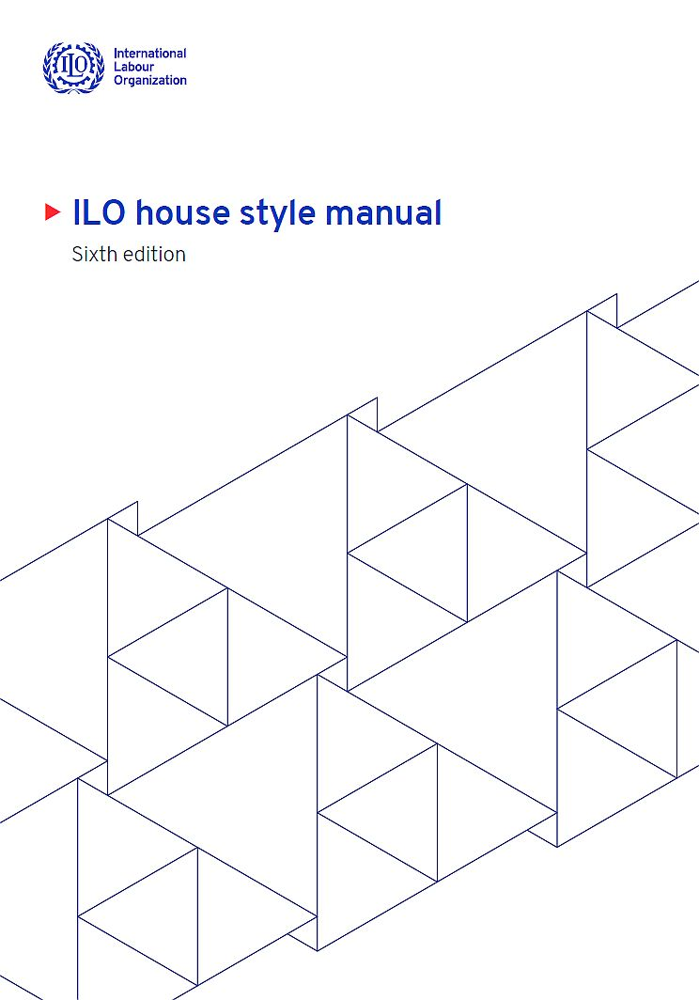 ILO
International
Labour
Organization
ILO house style manual
Sixth edition